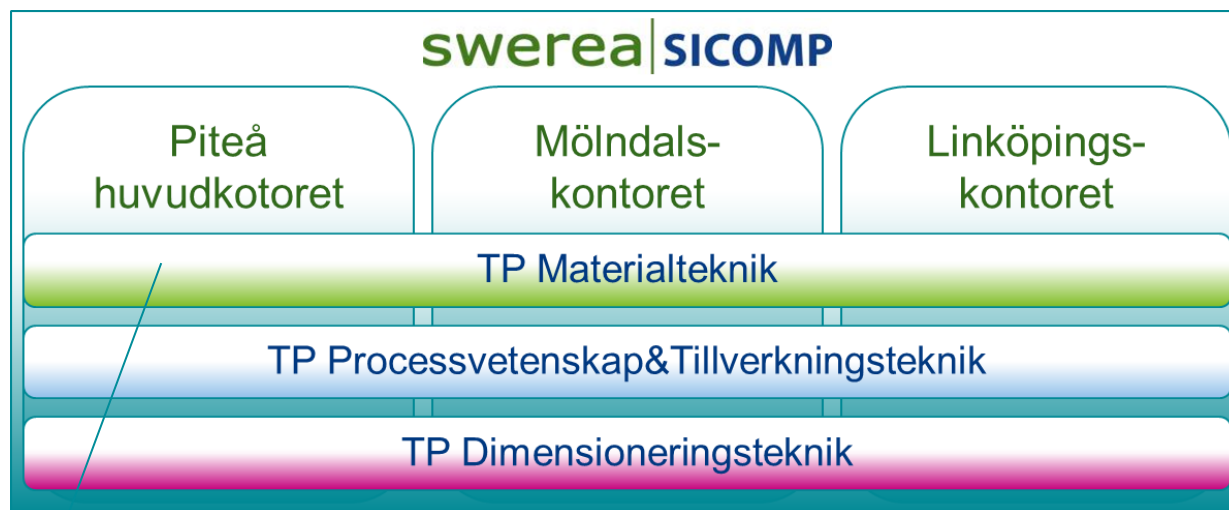 swerea|SICOMP
Piteå
huvudkotoret
Mölndals-
kontoret
Linköpings-
kontoret
TP Materialteknik
TP Processvetenskap&Tillverkningsteknik
TP Dimensioneringsteknik